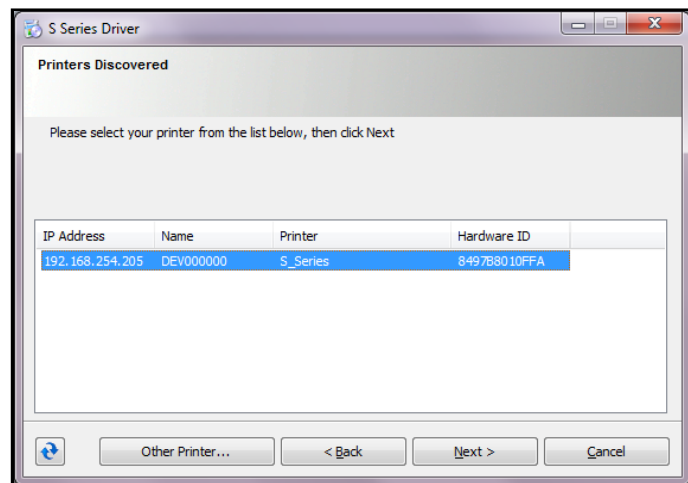 S Series Driver
Printers Discovered
Please select your printer from the list below, then click Next
IP Address Name Printer Hardware ID
192.168.254.205 DEV000000 S_Series 8497B8010FFA
Other Printer... < Back Next > Cancel